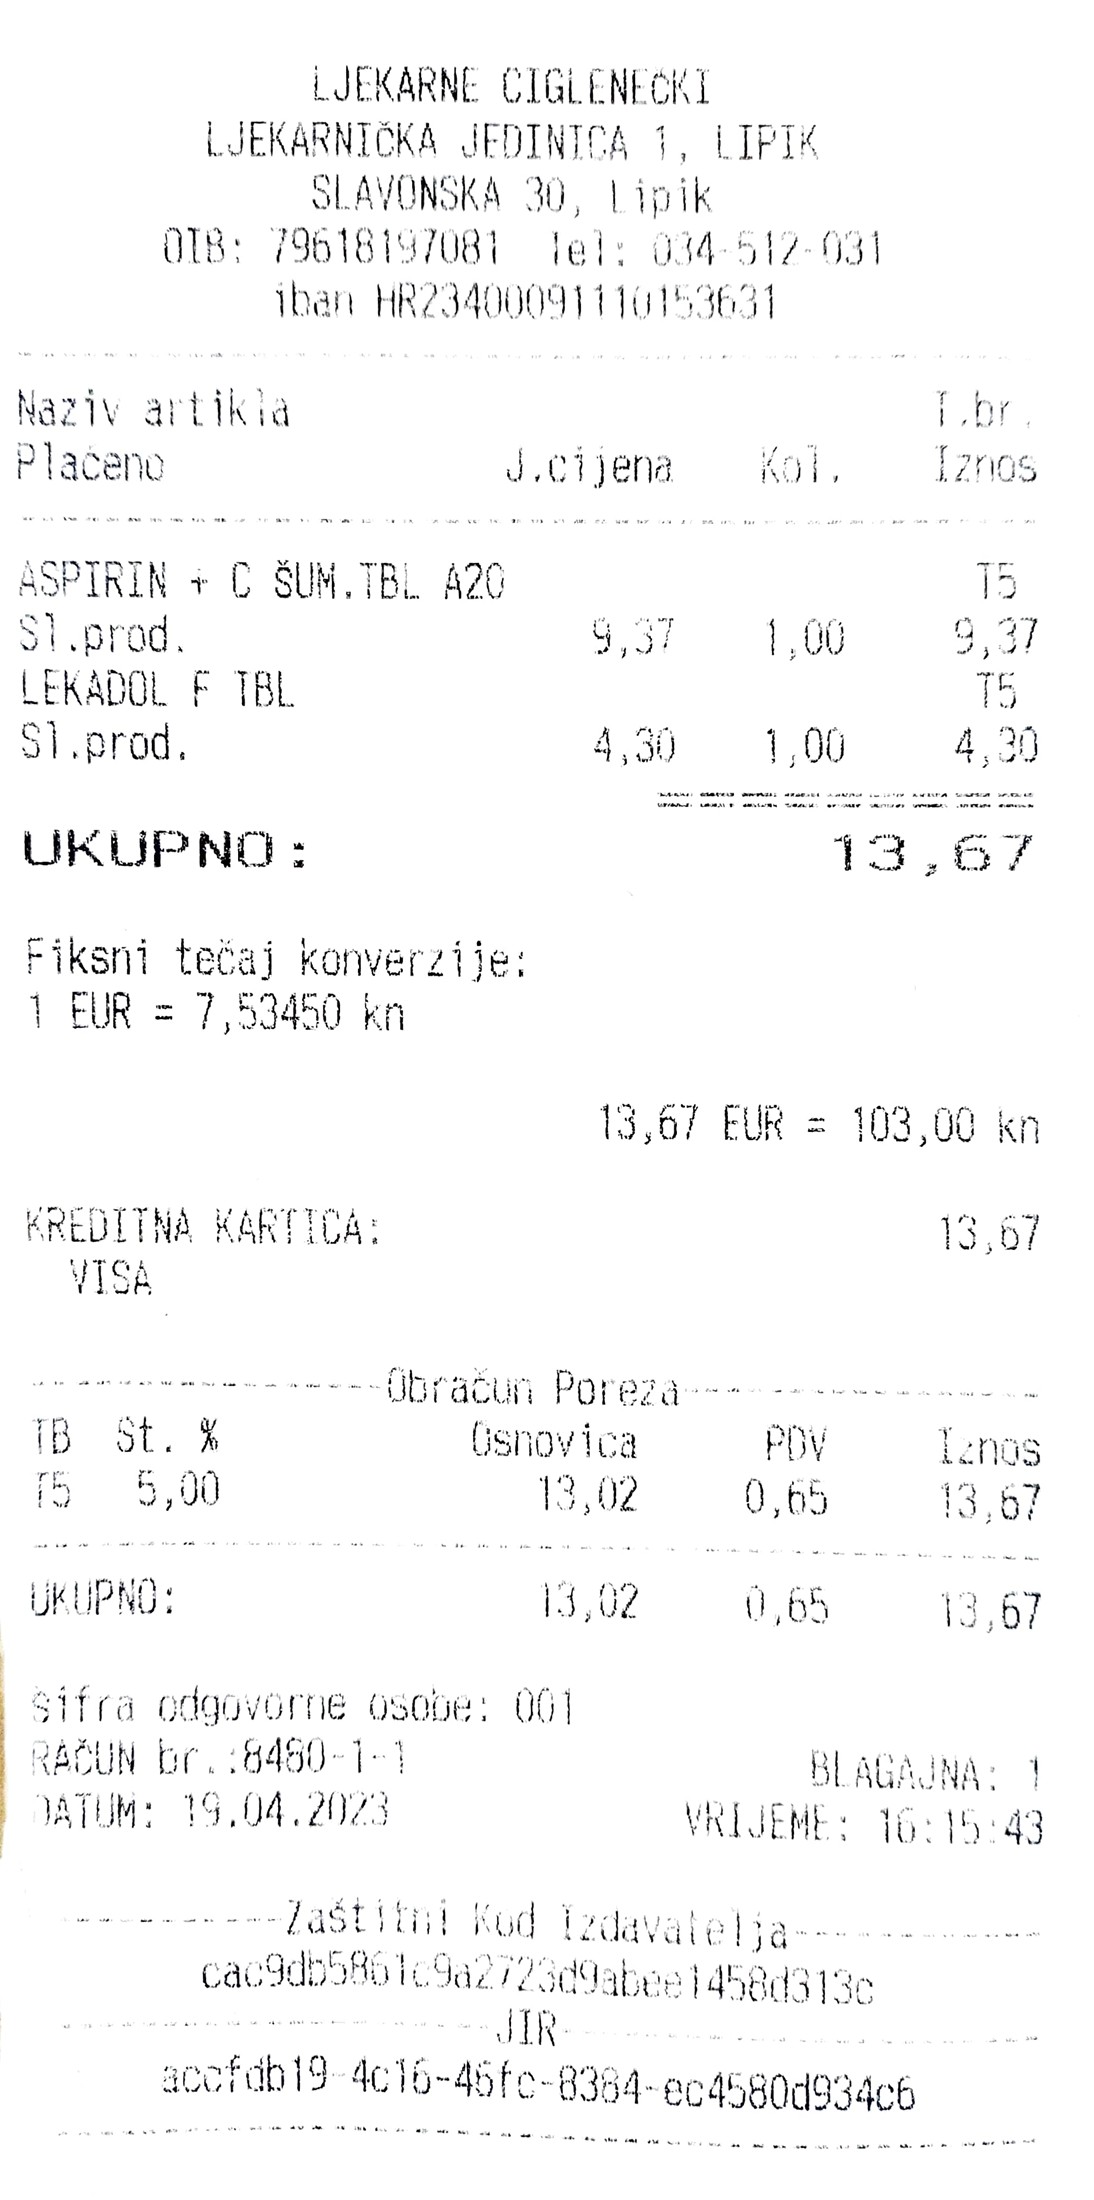 LJEKARNE CIGLENEČKI
LJEKARNIČKA JEDINICA 1, LIPIK
SLAVONSKA 30, Lipik
OIB: 79618197081 Tel: 034-512-031
iban HR234000911110153631
Naziv artikla T.br.
Plaćeno J.cijena Kol. Iznos
ASPIRIN + C ŠUM.TBL A20 T5
Sl.prod. 9,37 1,00 9,37
LEKADOL F TBL T5
Sl.prod. 4,30 1,00 4,30
UKUPNO: 13,67
Fiksni tečaj konverzije:
1 EUR = 7,53450 kn
13,67 EUR = 103,00 kn
KREDITNA KARTICA: 13,67
VISA
Obračun Poreza
TB St. % Osnovica PDV Iznos
T5 5,00 13,02 0,65 13,67
UKUPNO: 13,02 0,65 13,67
šifra odgovorne osobe: 001
RAČUN br.:8480-1-1 BLAGAJNA: 1
DATUM: 19.04.2023 VRIJEME: 16:15:43
Zaštitni Kod Izdavatelja
cac9db5861c9a2723d9abee1458d313c
JIR
accfdb19-4c16-46fc-8384-ec4580d934c6